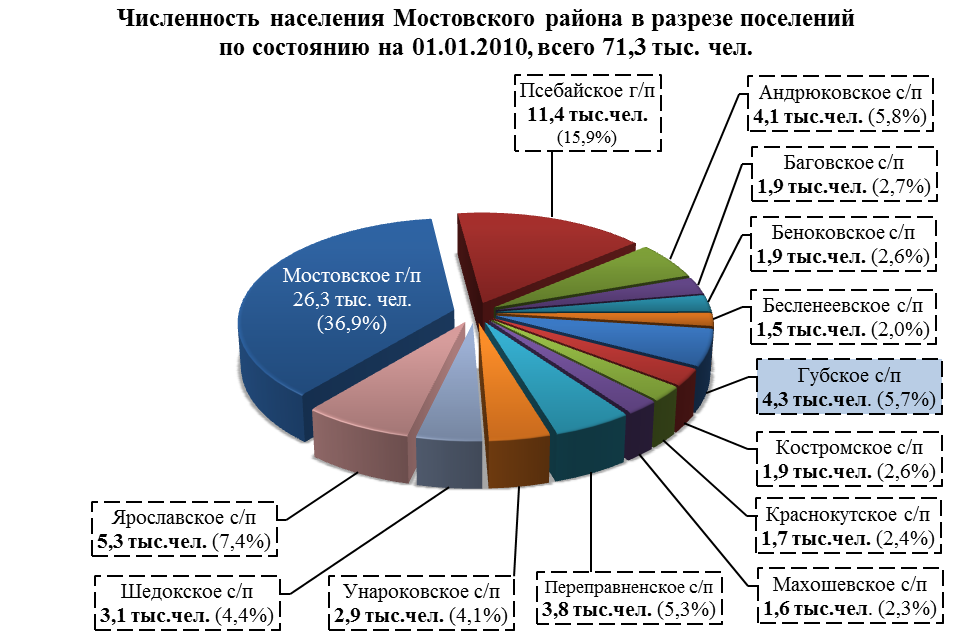 Численность населения Мостовского района в разрезе поселений
по состоянию на 01.01.2010, всего 71,3 тыс. чел.
Псебайское г/п
11,4 тыс.чел.
(15,9%)
Андрюковское с/п
4,1 тыс.чел. (5,8%)
Баговское с/п
1,9 тыс.чел. (2,7%)
Беноковское с/п
1,9 тыс.чел. (2,6%)
Бесленеевское с/п
1,5 тыс.чел. (2,0%)
Губское с/п
4,3 тыс.чел. (5,7%)
Костромское с/п
1,9 тыс.чел. (2,6%)
Краснокутское с/п
1,7 тыс.чел. (2,4%)
Махошевское с/п
1,6 тыс.чел. (2,3%)
Переправненское с/п
3,8 тыс.чел. (5,3%)
Унароковское с/п
2,9 тыс.чел. (4,1%)
Шедокское с/п
3,1 тыс.чел. (4,4%)
Ярославское с/п
5,3 тыс.чел. (7,4%)
Мостовское г/п
26,3 тыс. чел.
(36,9%)